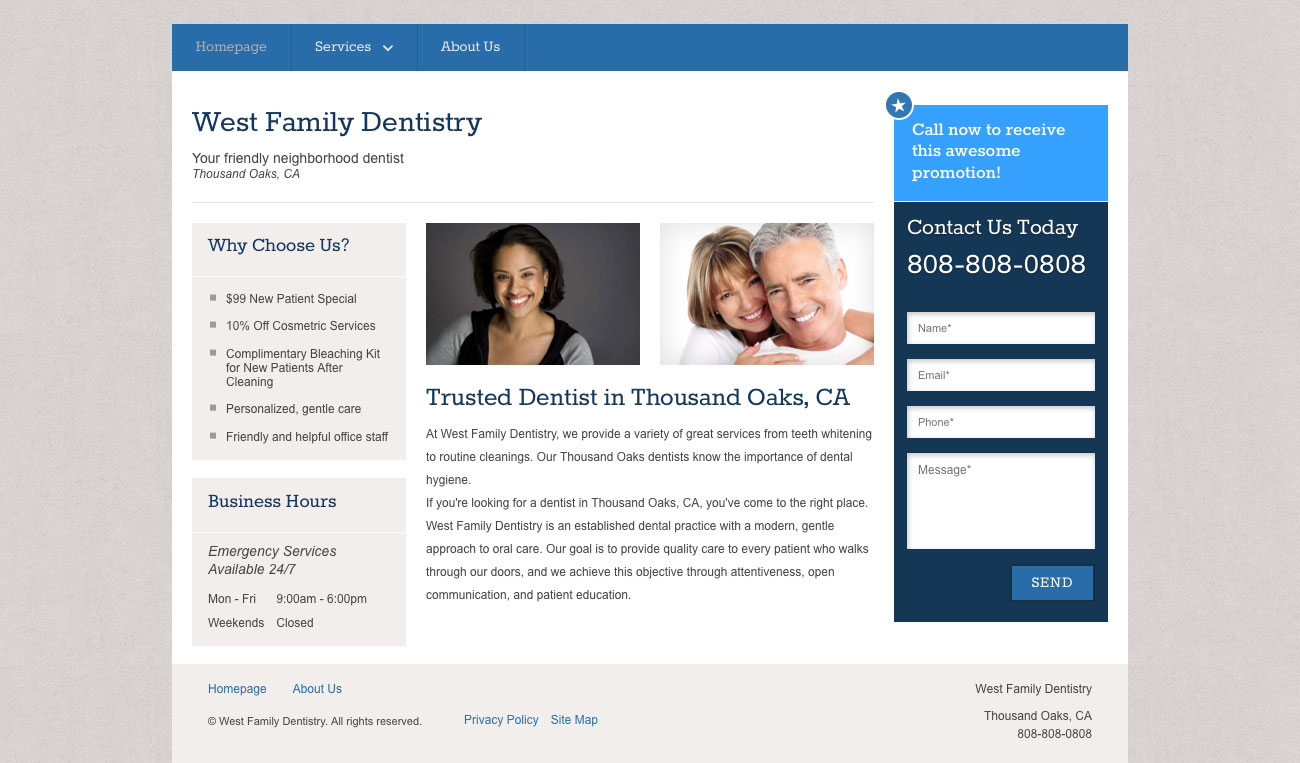 Homepage
Services
About Us
West Family Dentistry
Your friendly neighborhood dentist
Thousand Oaks, CA
Call now to receive
this awesome
promotion!
Why Choose Us?
$99 New Patient Special
10% Off Cosmetric Services
Complimentary Bleaching Kit
for New Patients After
Cleaning
Personalized, gentle care
Friendly and helpful office staff
Business Hours
Emergency Services
Available 24/7
Mon - Fri 9:00am - 6:00pm
Weekends Closed
Trusted Dentist in Thousand Oaks, CA
At West Family Dentistry, we provide a variety of great services from teeth whitening
to routine cleanings. Our Thousand Oaks dentists know the importance of dental
hygiene.
If you're looking for a dentist in Thousand Oaks, CA, you've come to the right place.
West Family Dentistry is an established dental practice with a modern, gentle
approach to oral care. Our goal is to provide quality care to every patient who walks
through our doors, and we achieve this objective through attentiveness, open
communication, and patient education.
Contact Us Today
808-808-0808
Name*
Email*
Phone*
Message*
SEND
Homepage About Us
© West Family Dentistry. All rights reserved. Privacy Policy Site Map
West Family Dentistry
Thousand Oaks, CA
808-808-0808